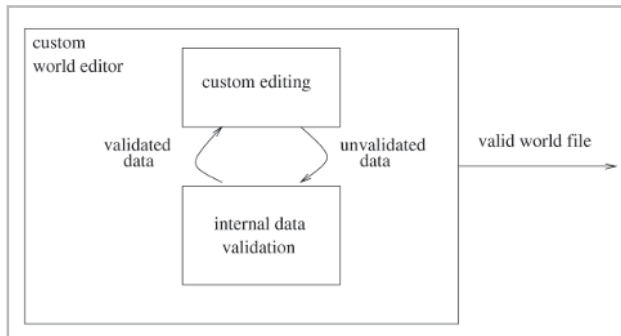 custom
world editor
custom editing
validated
data
unvalidated
data
valid world file
internal data
validation